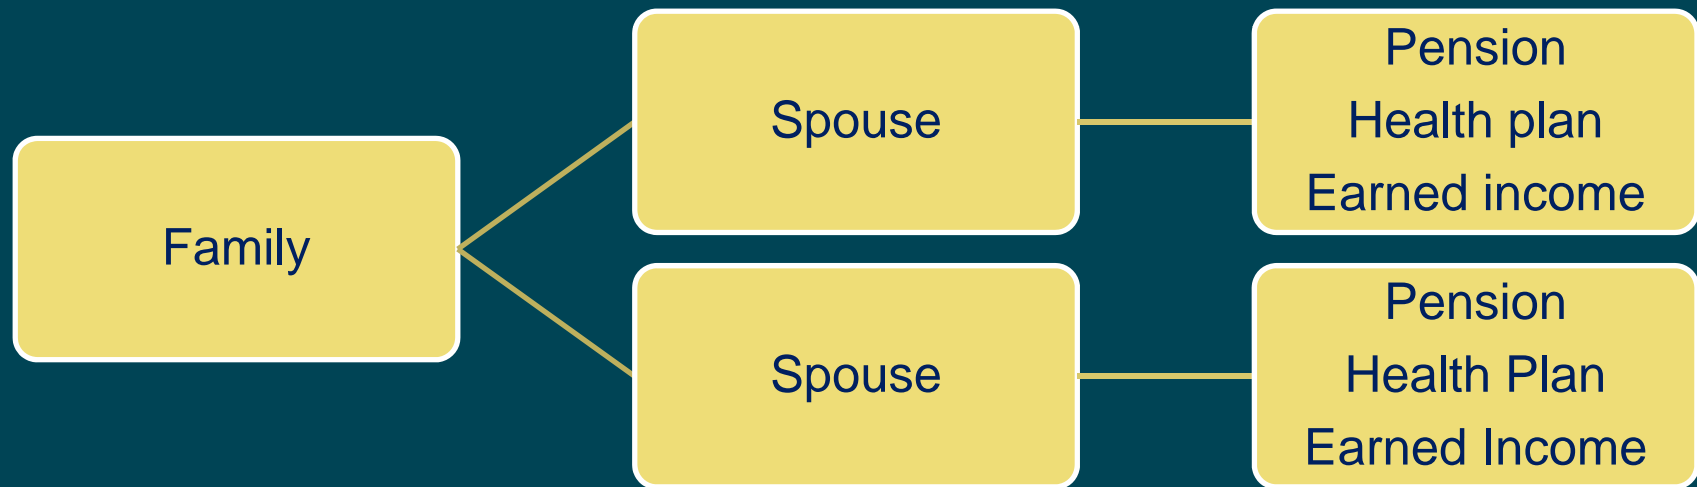 Family
Spouse
Pension
Health plan
Earned income
Spouse
Pension
Health Plan
Earned Income